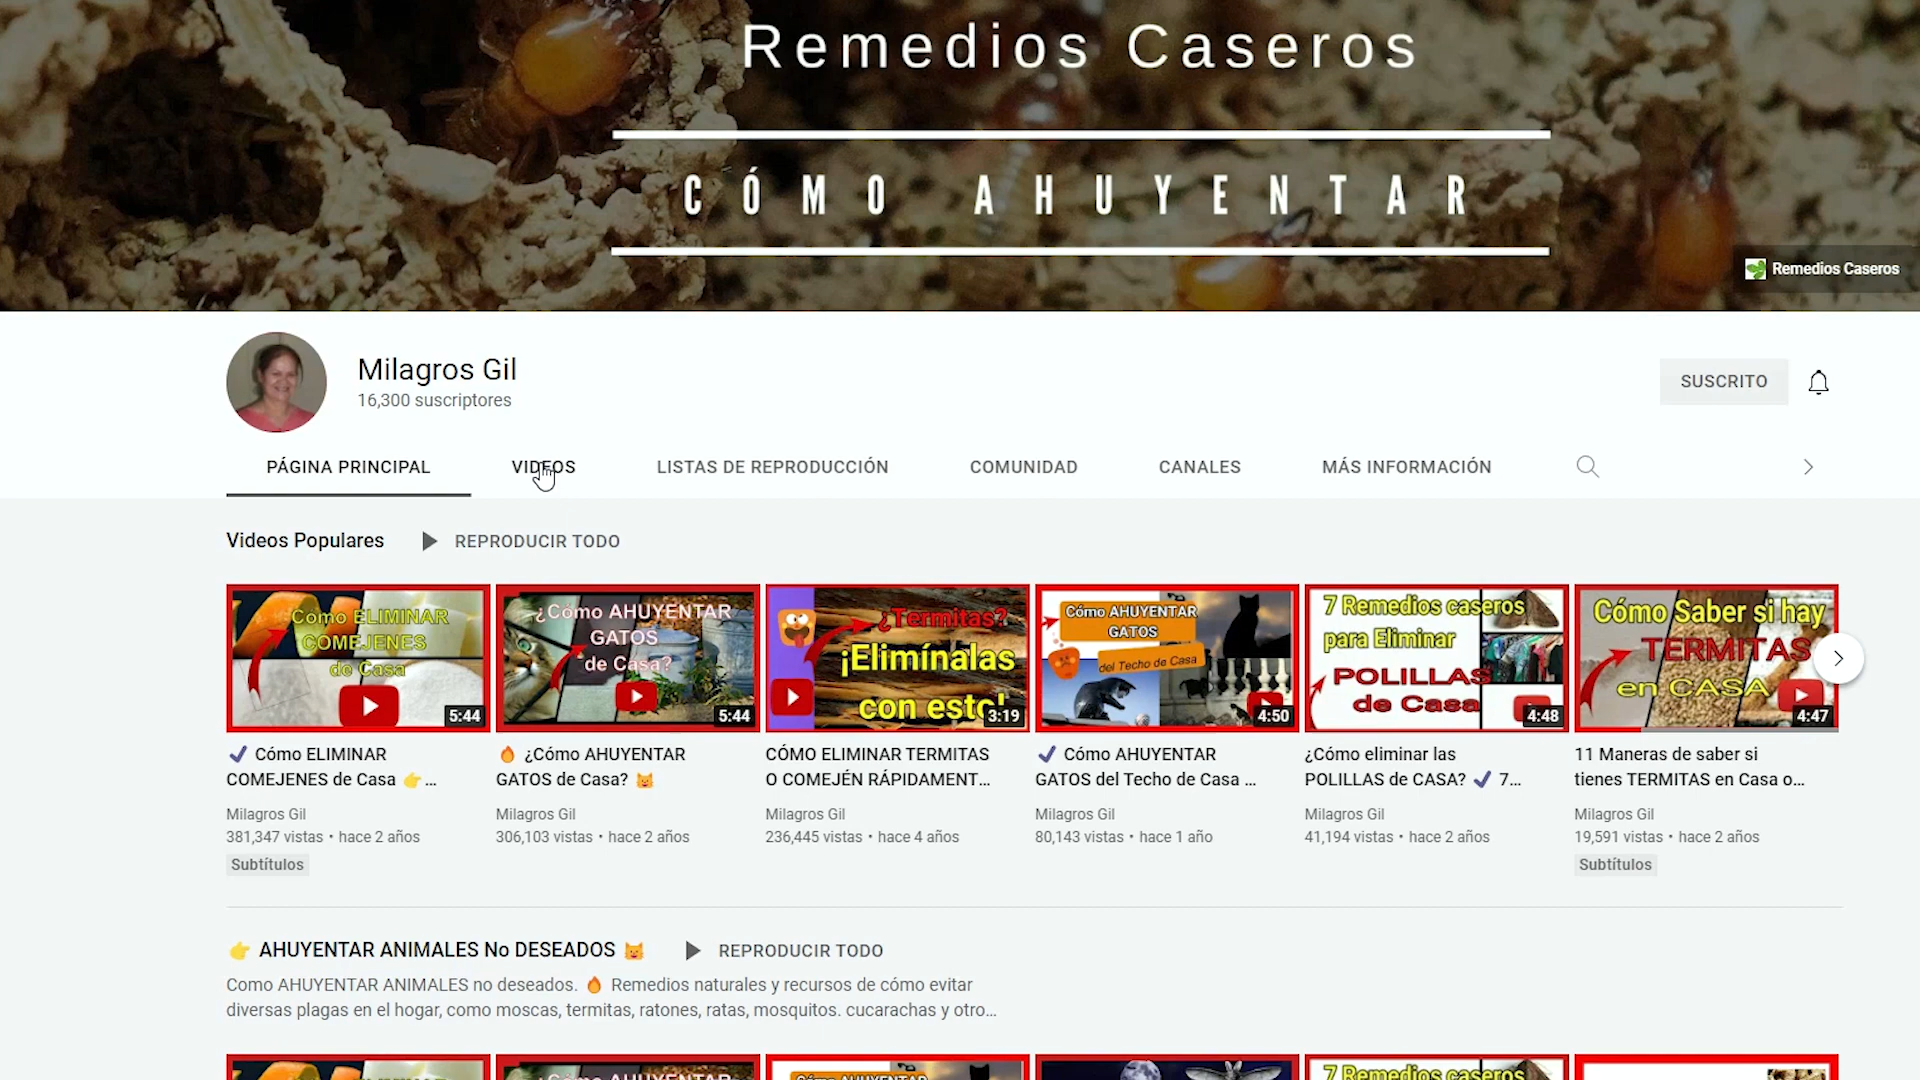 Remedios Caseros
CÓMO AHUYENTAR
Remedios Caseros
Milagros Gil
16,300 suscriptores
SUSCRITO
PÁGINA PRINCIPAL
VIDEOS
LISTAS DE REPRODUCCIÓN
COMUNIDAD
CANALES
MÁS INFORMACIÓN
Videos Populares
REPRODUCIR TODO
Cómo ELIMINAR
COMEJENES
de Casa
5:44
¿Cómo AHUYENTAR
GATOS
de Casa?
5:44
¿Termitas?
¡Elimínalas
con esto!
3:19
Cómo AHUYENTAR
GATOS
del Techo de Casa
4:50
7 Remedios caseros
para Eliminar
POLILLAS
de Casa
4:48
Cómo Saber si hay
TERMITAS
en CASA
4:47
✔ Cómo ELIMINAR
COMEJENES de Casa 👉 ...
Milagros Gil
381,347 vistas • hace 2 años
Subtítulos
🔥 ¿Cómo AHUYENTAR
GATOS de Casa? 😺
Milagros Gil
306,103 vistas • hace 2 años
CÓMO ELIMINAR TERMITAS
O COMEJÉN RÁPIDAMENT...
Milagros Gil
236,445 vistas • hace 4 años
✔ Cómo AHUYENTAR
GATOS del Techo de Casa ...
Milagros Gil
80,143 vistas • hace 1 año
¿Cómo eliminar las
POLILLAS de CASA? ✔ 7...
Milagros Gil
41,194 vistas • hace 2 años
11 Maneras de saber si
tienes TERMITAS en Casa o...
Milagros Gil
19,591 vistas • hace 2 años
Subtítulos
👉 AHUYENTAR ANIMALES No DESEADOS 😺
REPRODUCIR TODO
Como AHUYENTAR ANIMALES no deseados. 🔥 Remedios naturales y recursos de cómo evitar
diversas plagas en el hogar, como moscas, termitas, ratones, ratas, mosquitos. cucarachas y otro...
Cómo ELIMINAR
¿Cómo AHUYENTAR
Cómo AHUYENTAR
7 Remedios caseros